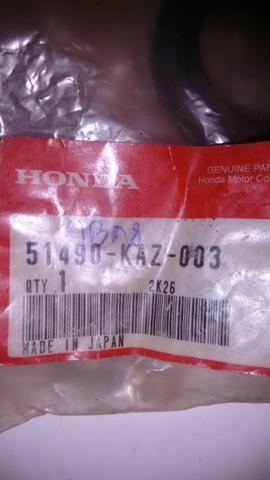 HONDA
GENUINE PAR
Honda Motor Co
51490-KAZ-003
QTY 1
2K26
MADE IN JAPAN